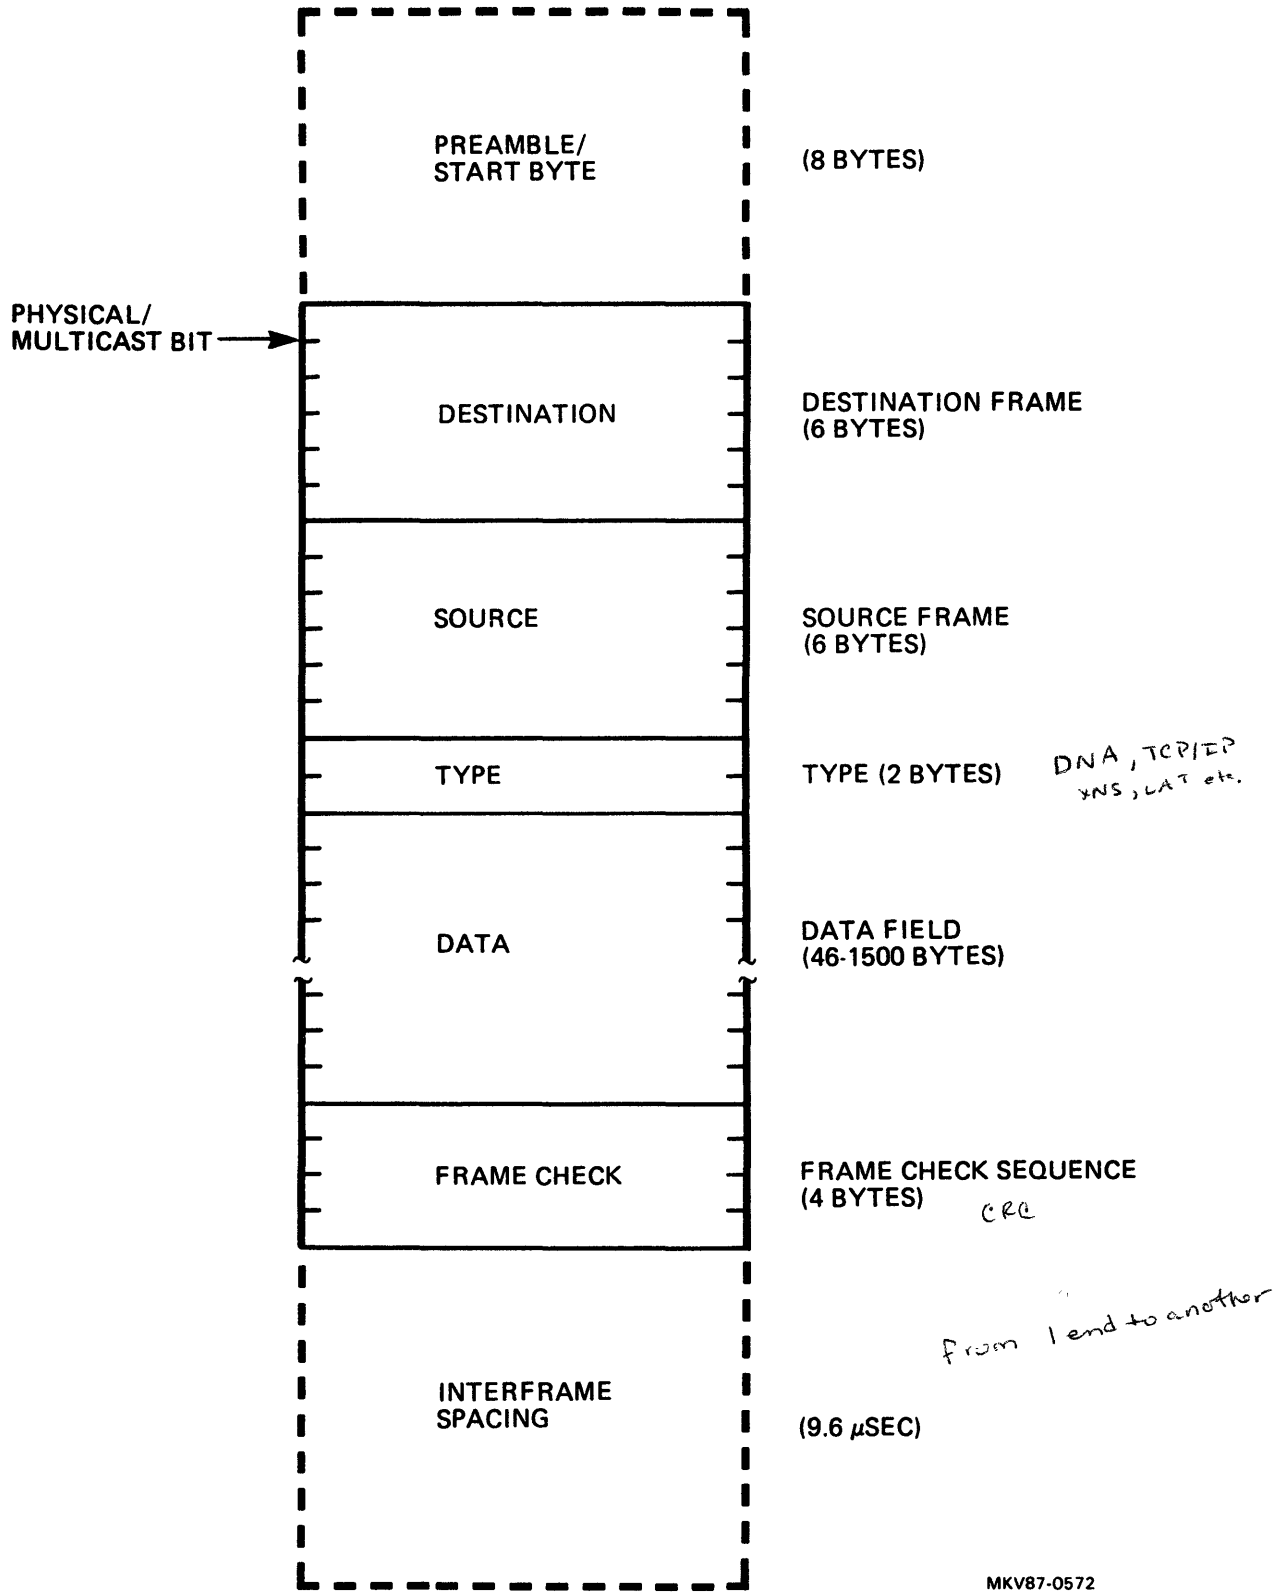 PREAMBLE/
START BYTE
(8 BYTES)
PHYSICAL/
MULTICAST BIT
DESTINATION
DESTINATION FRAME
(6 BYTES)
SOURCE
SOURCE FRAME
(6 BYTES)
TYPE
TYPE (2 BYTES)
DNA, TCP/IP
XNS, LAT etc.
DATA
DATA FIELD
(46-1500 BYTES)
FRAME CHECK
FRAME CHECK SEQUENCE
(4 BYTES)
CRC
From 1 end to another
INTERFRAME
SPACING
(9.6 μSEC)
MKV87-0572